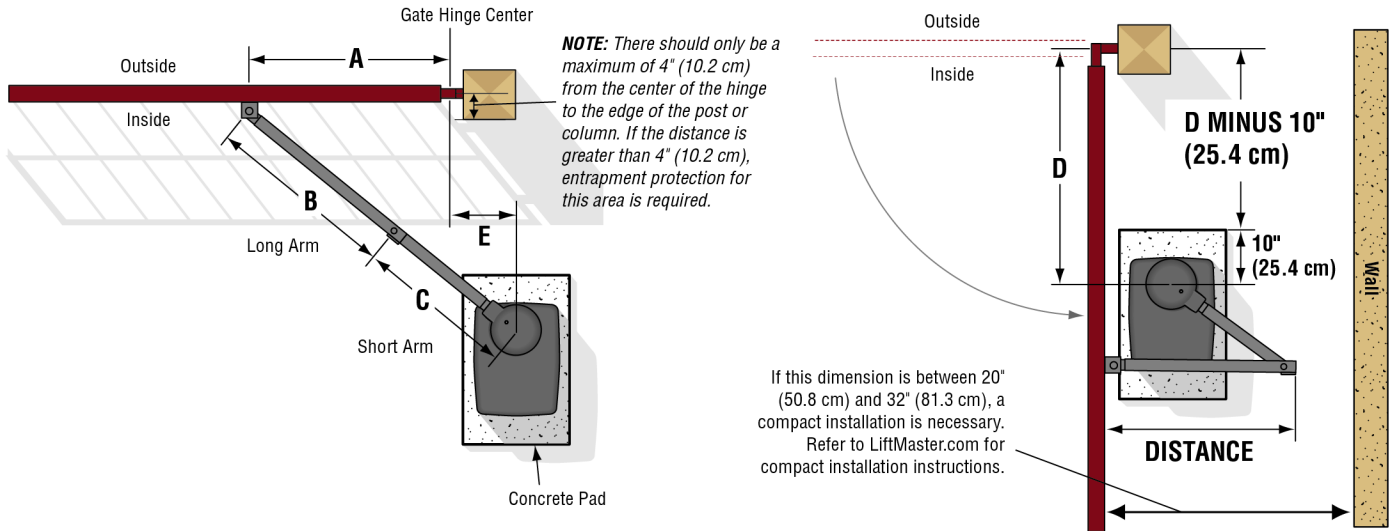 Gate Hinge Center
A
Outside
Inside
NOTE: There should only be a
maximum of 4" (10.2 cm)
from the center of the hinge
to the edge of the post or
column. If the distance is
greater than 4" (10.2 cm),
entrapment protection for
this area is required.
B
Long Arm
E
C
Short Arm
Concrete Pad
Outside
Inside
D
D MINUS 10"
(25.4 cm)
10"
(25.4 cm)
Wall
If this dimension is between 20"
(50.8 cm) and 32" (81.3 cm), a
compact installation is necessary.
Refer to LiftMaster.com for
compact installation instructions.
DISTANCE